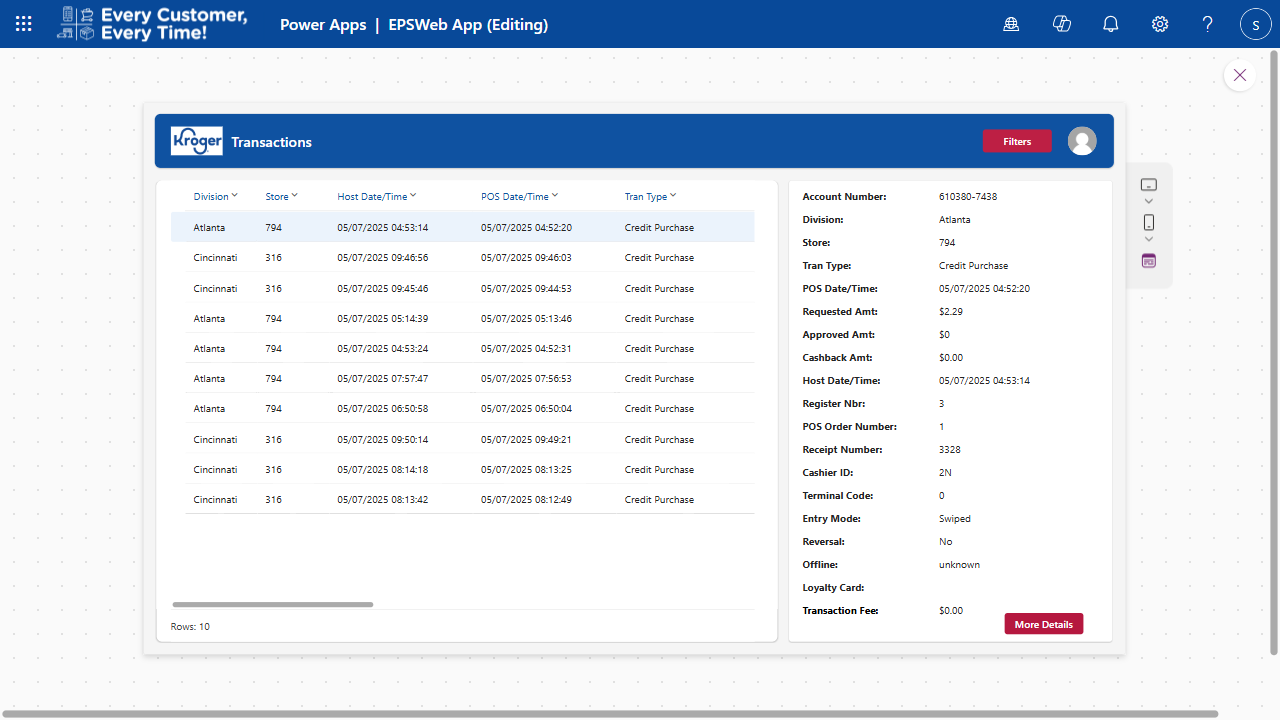 Every Customer,
Every Time!
Power Apps | EPSWeb App (Editing)
S
Kroger
Transactions
Filters
Division Store Host Date/Time POS Date/Time Tran Type
Atlanta 794 05/07/2025 04:53:14 05/07/2025 04:52:20 Credit Purchase
Cincinnati 316 05/07/2025 09:46:56 05/07/2025 09:46:03 Credit Purchase
Cincinnati 316 05/07/2025 09:45:46 05/07/2025 09:44:53 Credit Purchase
Atlanta 794 05/07/2025 05:14:39 05/07/2025 05:13:46 Credit Purchase
Atlanta 794 05/07/2025 04:53:24 05/07/2025 04:52:31 Credit Purchase
Atlanta 794 05/07/2025 07:57:47 05/07/2025 07:56:53 Credit Purchase
Atlanta 794 05/07/2025 06:50:58 05/07/2025 06:50:04 Credit Purchase
Cincinnati 316 05/07/2025 09:50:14 05/07/2025 09:49:21 Credit Purchase
Cincinnati 316 05/07/2025 08:14:18 05/07/2025 08:13:25 Credit Purchase
Cincinnati 316 05/07/2025 08:13:42 05/07/2025 08:12:49 Credit Purchase
Rows: 10
Account Number: 610380-7438
Division: Atlanta
Store: 794
Tran Type: Credit Purchase
POS Date/Time: 05/07/2025 04:52:20
Requested Amt: $2.29
Approved Amt: $0
Cashback Amt: $0.00
Host Date/Time: 05/07/2025 04:53:14
Register Nbr: 3
POS Order Number: 1
Receipt Number: 3328
Cashier ID: 2N
Terminal Code: 0
Entry Mode: Swiped
Reversal: No
Offline: unknown
Loyalty Card:
Transaction Fee: $0.00
More Details